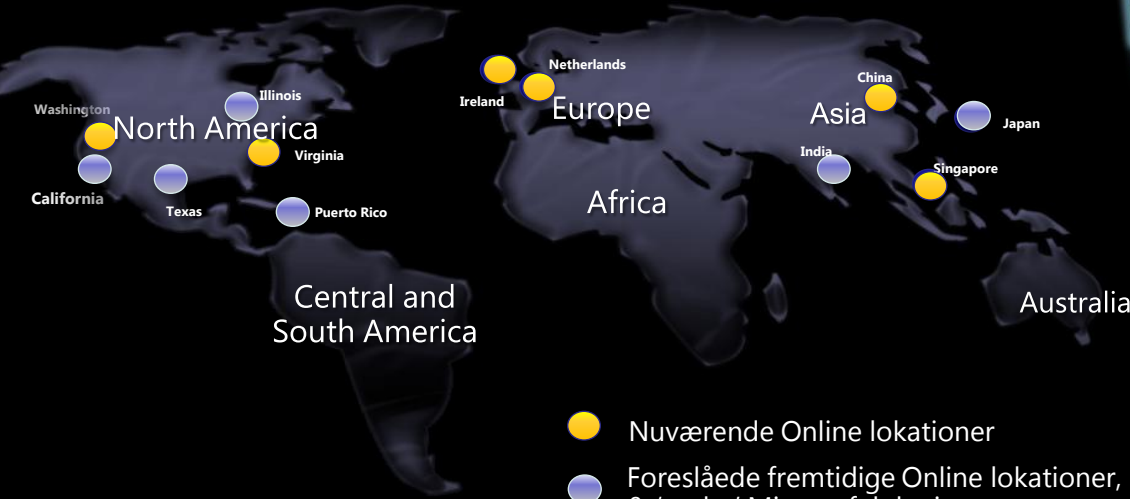 Netherlands
China
Illinois
Ireland
Europe
Washington
North America
Asia
Japan
Virginia
India
Singapore
California
Texas
Puerto Rico
Africa
Central and
South America
Australia
Nuværende Online lokationer
Foreslåede fremtidige Online lokationer,